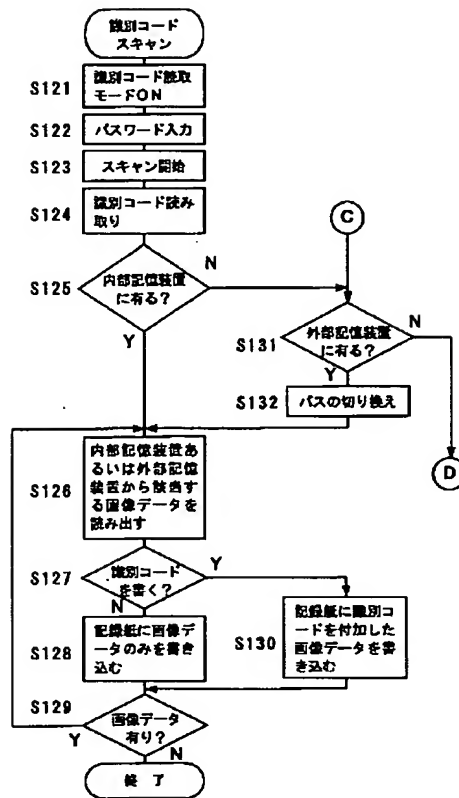 識別コード
スキャン
S121
識別コード読取
モードON
S122
パスワード入力
S123
スキャン開始
S124
識別コード読み
取り
S125
内部記憶装置
に有る?
N
Y
C
S131
外部記憶装置
に有る?
N
Y
S132
パスの切り換え
D
S126
内部記憶装置あ
るいは外部記憶
装置から該当す
る画像データを
読み出す
S127
識別コード
を書く?
Y
N
S128
記録紙に画像デ
ータのみを書き
込む
S130
記録紙に識別コ
ードを付加した
画像データを書
き込む
S129
画像データ
有り?
Y
N
終 了